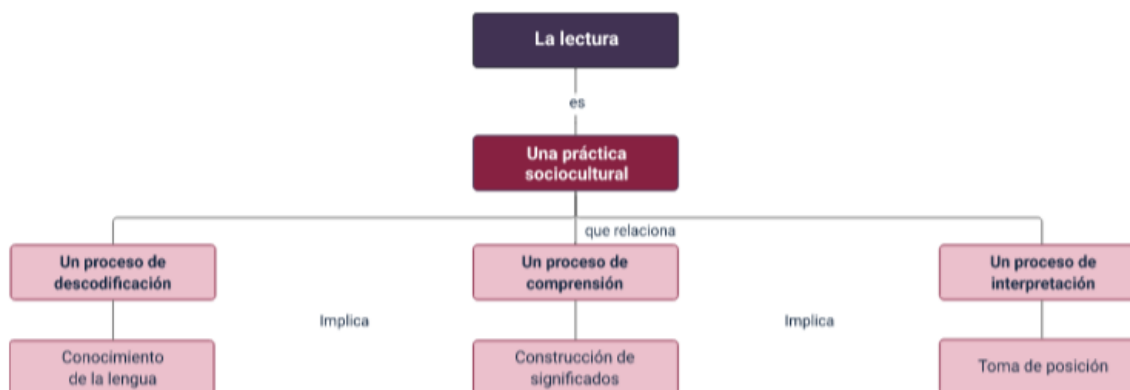 La lectura
es
Una práctica
sociocultural
que relaciona
Un proceso de
descodificación
Un proceso de
comprensión
Un proceso de
interpretación
Implica
Implica
Conocimiento
de la lengua
Construcción de
significados
Toma de posición